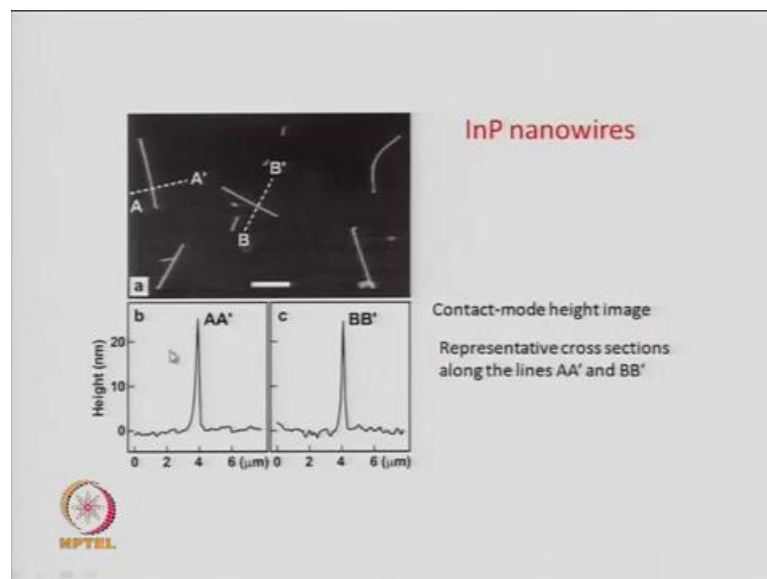 InP nanowires
A
A'
B'
B
a
Contact-mode height image
Representative cross sections
along the lines AA' and BB'
b
AA'
c
BB'
Height (nm)
20
10
0
0 2 4 6 (μm) 0 2 4 6 (μm)
NPTEL